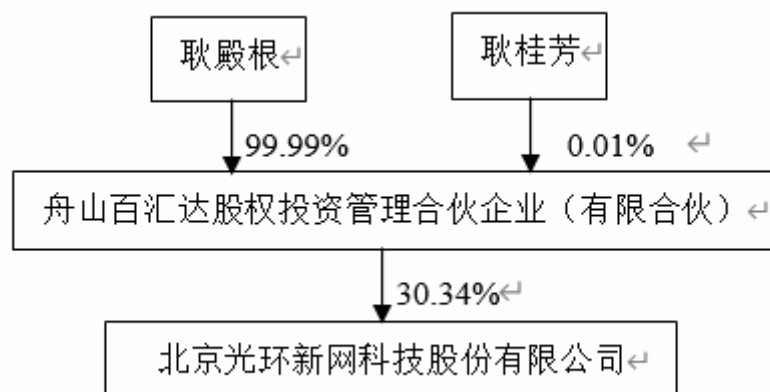 耿殿根
耿桂芳
99.99%
0.01%
舟山百汇达股权投资管理合伙企业（有限合伙）
30.34%
北京光环新网科技股份有限公司